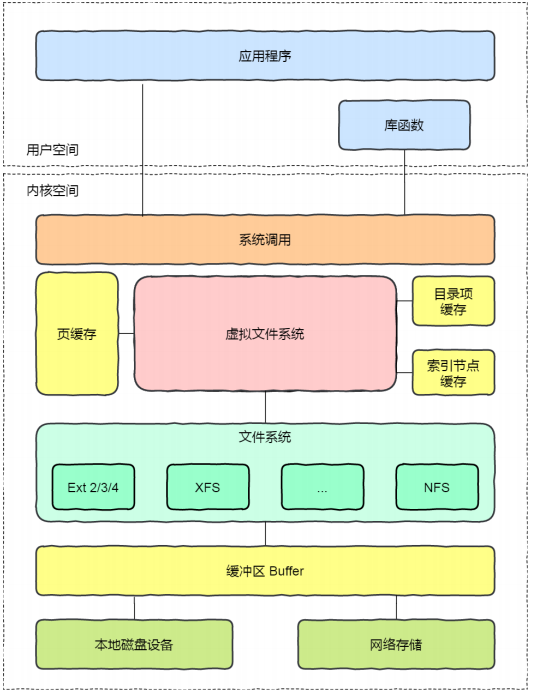 应用程序
库函数
用户空间
内核空间
系统调用
页缓存
虚拟文件系统
目录项
缓存
索引节点
缓存
文件系统
Ext 2/3/4
XFS
...
NFS
缓冲区 Buffer
本地磁盘设备
网络存储